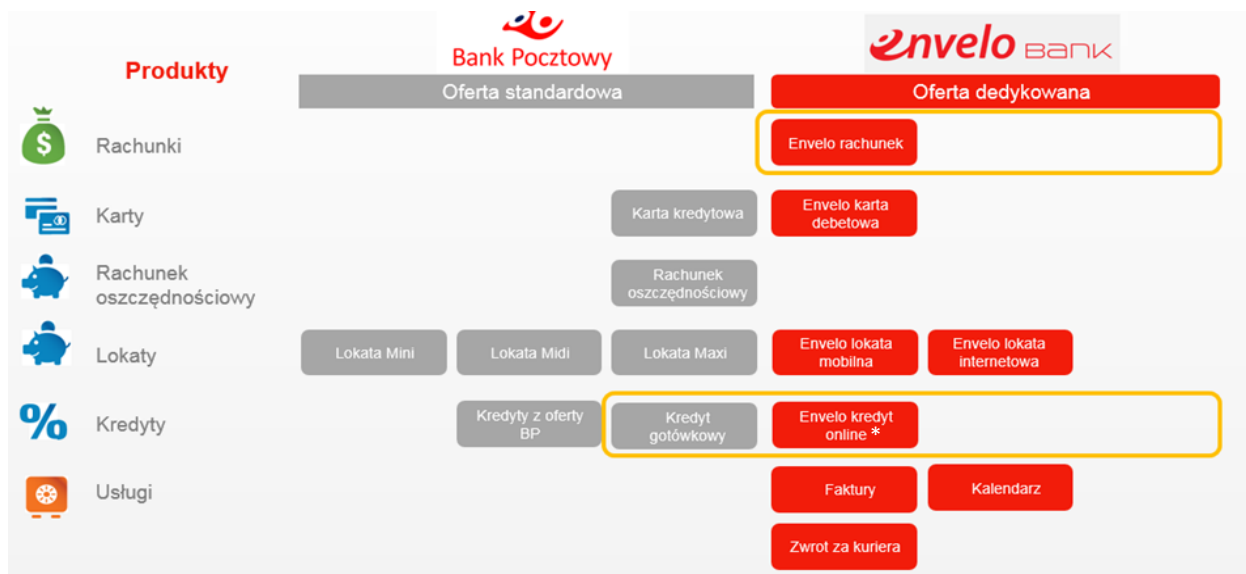 Produkty
Bank Pocztowy
envelo BANK
Oferta standardowa
Oferta dedykowana
$
Rachunki
Envelo rachunek
Karty
Karta kredytowa
Envelo karta
debetowa
Rachunek
oszczędnościowy
Rachunek
oszczędnościowy
Lokaty
Lokata Mini
Lokata Midi
Lokata Maxi
Envelo lokata
mobilna
Envelo lokata
internetowa
%
Kredyty
Kredyty z oferty
BP
Kredyt
gotówkowy
Envelo kredyt
online *
Usługi
Faktury
Kalendarz
Zwrot za kuriera